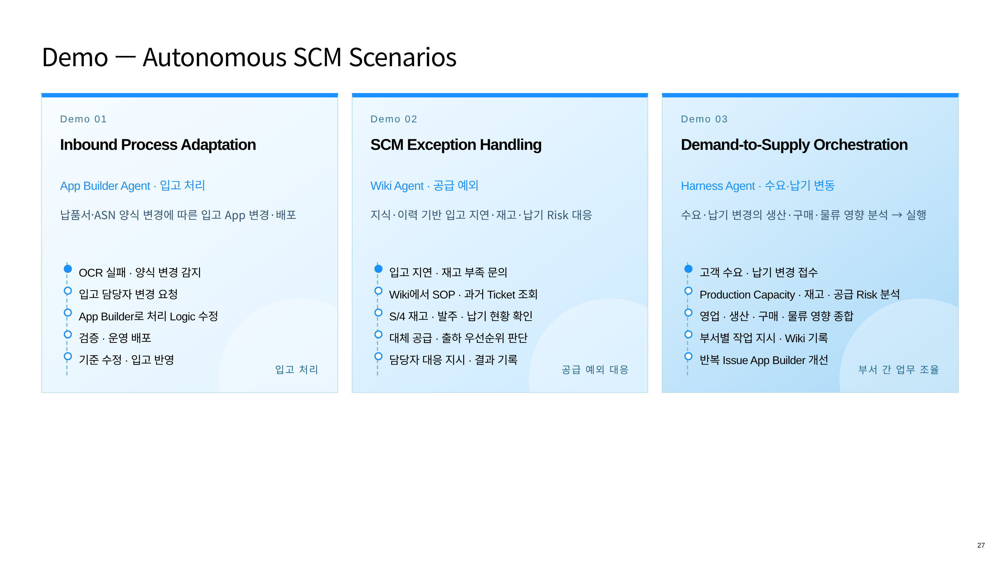 Demo — Autonomous SCM Scenarios
Demo 01
Inbound Process Adaptation
App Builder Agent · 입고 처리
납품서·ASN 양식 변경에 따른 입고 App 변경·배포
OCR 실패 · 양식 변경 감지
입고 담당자 변경 요청
App Builder로 처리 Logic 수정
검증 · 운영 배포
기준 수정 · 입고 반영
입고 처리
Demo 02
SCM Exception Handling
Wiki Agent · 공급 예외
지식·이력 기반 입고 지연·재고·납기 Risk 대응
입고 지연 · 재고 부족 문의
Wiki에서 SOP · 과거 Ticket 조회
S/4 재고 · 발주 · 납기 현황 확인
대체 공급 · 출하 우선순위 판단
담당자 대응 지시 · 결과 기록
공급 예외 대응
Demo 03
Demand-to-Supply Orchestration
Harness Agent · 수요·납기 변동
수요·납기 변경의 생산·구매·물류 영향 분석 → 실행
고객 수요 · 납기 변경 접수
Production Capacity · 재고 · 공급 Risk 분석
영업 · 생산 · 구매 · 물류 영향 종합
부서별 작업 지시 · Wiki 기록
반복 Issue App Builder 개선
부서 간 업무 조율
27